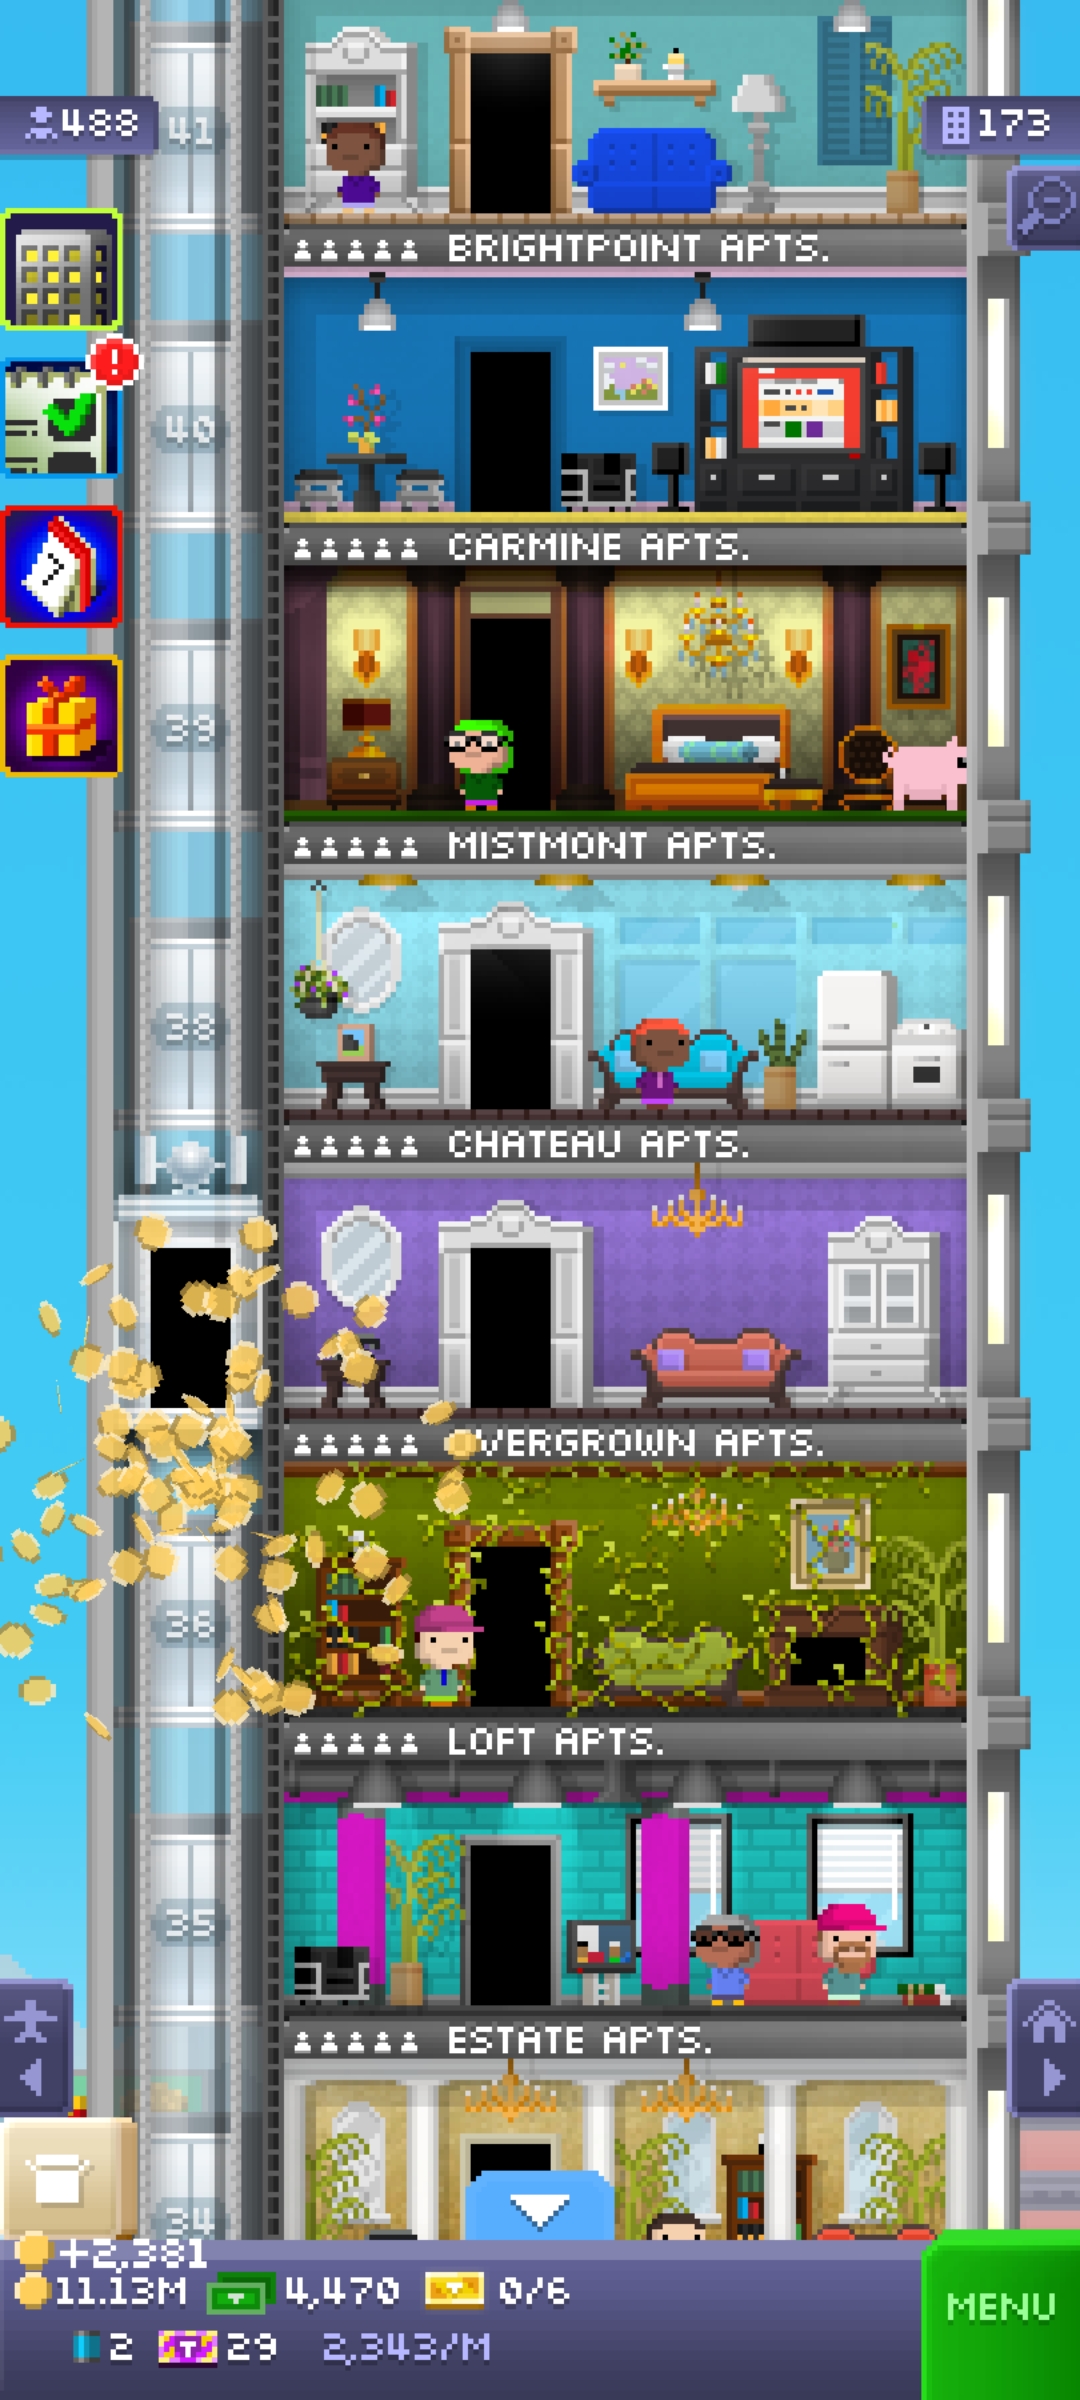 488
41
173
BRIGHTPOINT APTS.
40
CARMINE APTS.
39
MISTMONT APTS.
38
CHATEAU APTS.
VERGROWN APTS.
36
LOFT APTS.
35
ESTATE APTS.
34
+2,381
11.13M 4,470 0/6
2 29 2,343/M
MENU